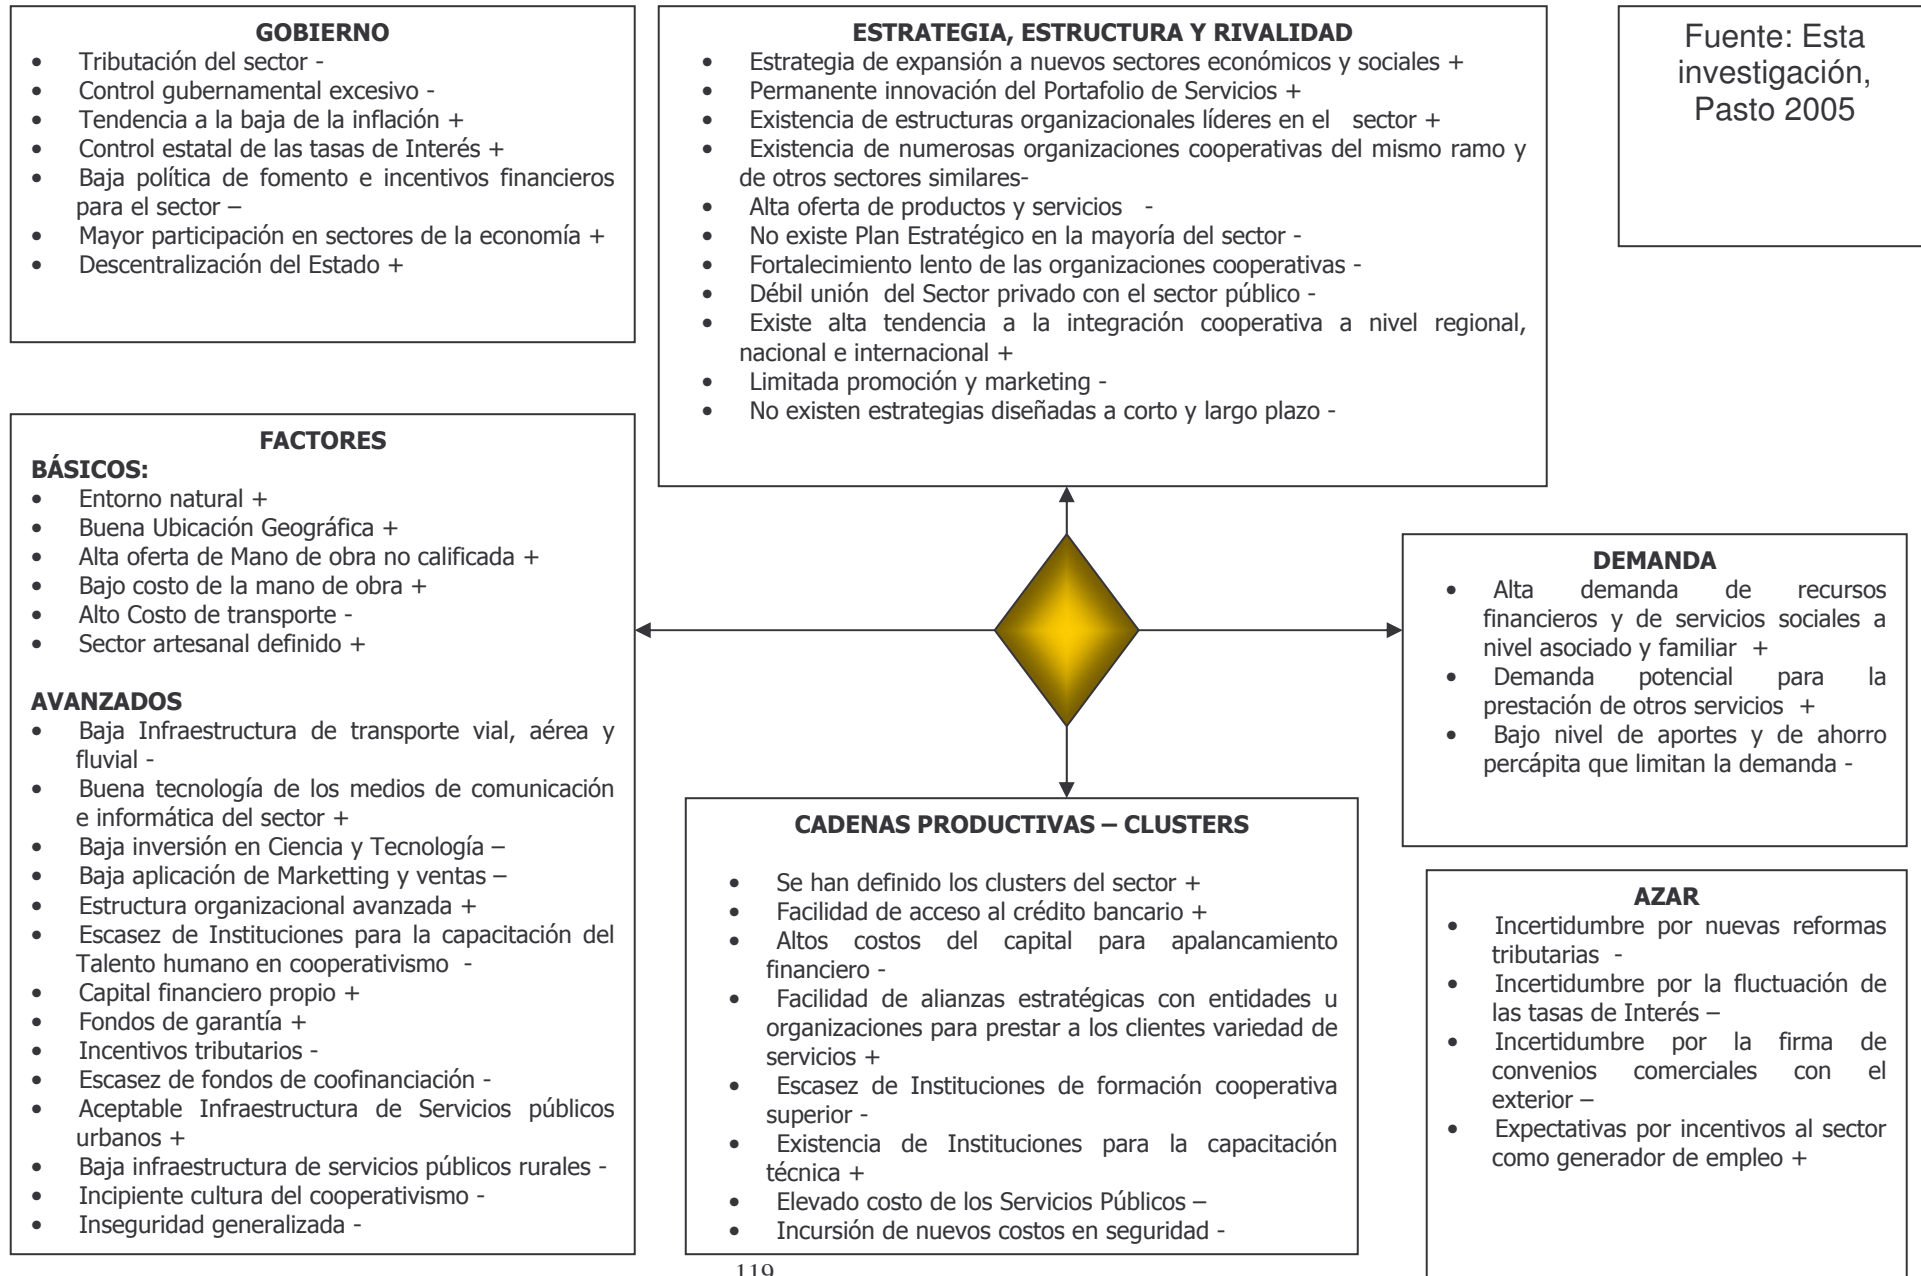 GOBIERNO
• Tributación del sector -
• Control gubernamental excesivo -
• Tendencia a la baja de la inflación +
• Control estatal de las tasas de Interés +
• Baja política de fomento e incentivos financieros
para el sector –
• Mayor participación en sectores de la economía +
• Descentralización del Estado +
ESTRATEGIA, ESTRUCTURA Y RIVALIDAD
• Estrategia de expansión a nuevos sectores económicos y sociales +
• Permanente innovación del Portafolio de Servicios +
• Existencia de estructuras organizacionales líderes en el sector +
• Existencia de numerosas organizaciones cooperativas del mismo ramo y
de otros sectores similares-
• Alta oferta de productos y servicios -
• No existe Plan Estratégico en la mayoría del sector -
• Fortalecimiento lento de las organizaciones cooperativas -
• Débil unión del Sector privado con el sector público -
• Existe alta tendencia a la integración cooperativa a nivel regional,
nacional e internacional +
• Limitada promoción y marketing -
• No existen estrategias diseñadas a corto y largo plazo -
Fuente: Esta
investigación,
Pasto 2005
FACTORES
BÁSICOS:
• Entorno natural +
• Buena Ubicación Geográfica +
• Alta oferta de Mano de obra no calificada +
• Bajo costo de la mano de obra +
• Alto Costo de transporte -
• Sector artesanal definido +
AVANZADOS
• Baja Infraestructura de transporte vial, aérea y
fluvial -
• Buena tecnología de los medios de comunicación
e informática del sector +
• Baja inversión en Ciencia y Tecnología –
• Baja aplicación de Marketting y ventas –
• Estructura organizacional avanzada +
• Escasez de Instituciones para la capacitación del
Talento humano en cooperativismo -
• Capital financiero propio +
• Fondos de garantía +
• Incentivos tributarios -
• Escasez de fondos de coofinanciación -
• Aceptable Infraestructura de Servicios públicos
urbanos +
• Baja infraestructura de servicios públicos rurales -
• Incipiente cultura del cooperativismo -
• Inseguridad generalizada -
DEMANDA
• Alta demanda de recursos
financieros y de servicios sociales a
nivel asociado y familiar +
• Demanda potencial para la
prestación de otros servicios +
• Bajo nivel de aportes y de ahorro
percápita que limitan la demanda -
CADENAS PRODUCTIVAS – CLUSTERS
• Se han definido los clusters del sector +
• Facilidad de acceso al crédito bancario +
• Altos costos del capital para apalancamiento
financiero -
• Facilidad de alianzas estratégicas con entidades u
organizaciones para prestar a los clientes variedad de
servicios +
• Escasez de Instituciones de formación cooperativa
superior -
• Existencia de Instituciones para la capacitación
técnica +
• Elevado costo de los Servicios Públicos –
• Incursión de nuevos costos en seguridad -
AZAR
• Incertidumbre por nuevas reformas
tributarias -
• Incertidumbre por la fluctuación de
las tasas de Interés –
• Incertidumbre por la firma de
convenios comerciales con el
exterior –
• Expectativas por incentivos al sector
como generador de empleo +
119